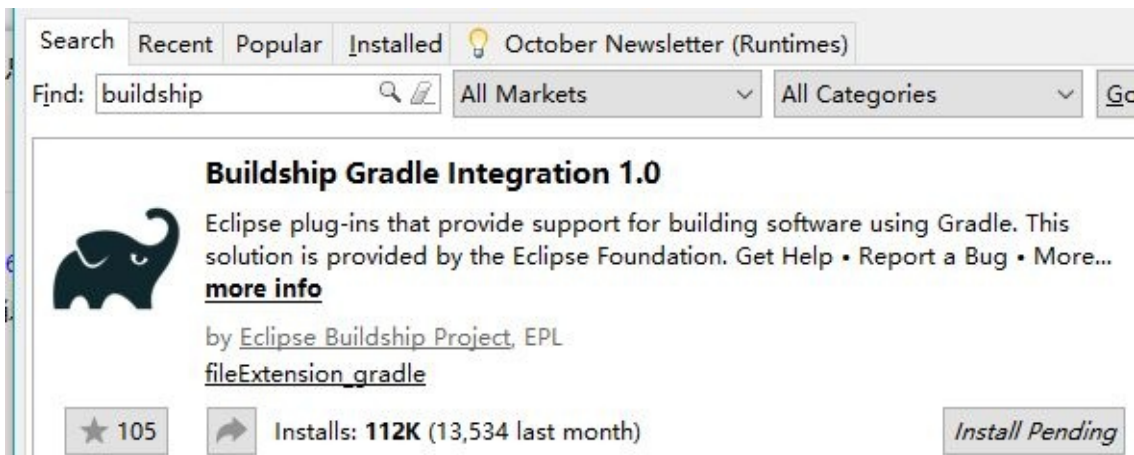 Search Recent Popular Installed October Newsletter (Runtimes)
Find: buildship All Markets All Categories Go
Buildship Gradle Integration 1.0
Eclipse plug-ins that provide support for building software using Gradle. This
solution is provided by the Eclipse Foundation. Get Help • Report a Bug • More...
more info
by Eclipse Buildship Project, EPL
fileExtension_gradle
105 Installs: 112K (13,534 last month) Install Pending